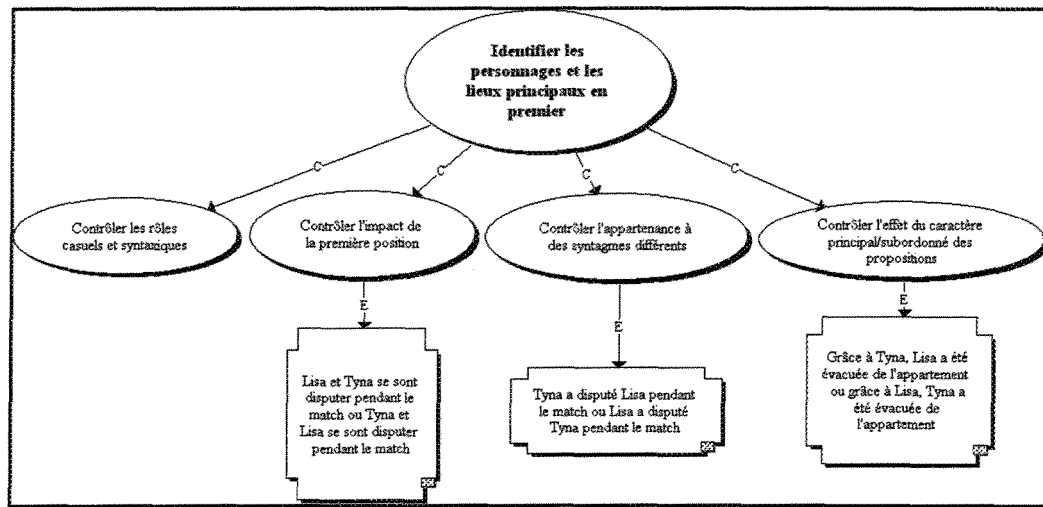 Identifier les
personnages et les
lieux principaux en
premier
C
C
C
C
Contrôler les rôles
casuels et syntaxiques
Contrôler l'impact de
la première position
Contrôler l'appartenance à
des syntagmes différents
Contrôler l'effet du caractère
principal/subordonné des
propositions
E
E
E
Lisa et Tyna se sont
disputer pendant le
match ou Tyna et
Lisa se sont disputer
pendant le match
Tyna a disputé Lisa pendant
le match ou Lisa a disputé
Tyna pendant le match
Grâce à Tyna, Lisa a été
évacuée de l'appartement
ou grâce à Lisa, Tyna a
été évacuée de
l'appartement